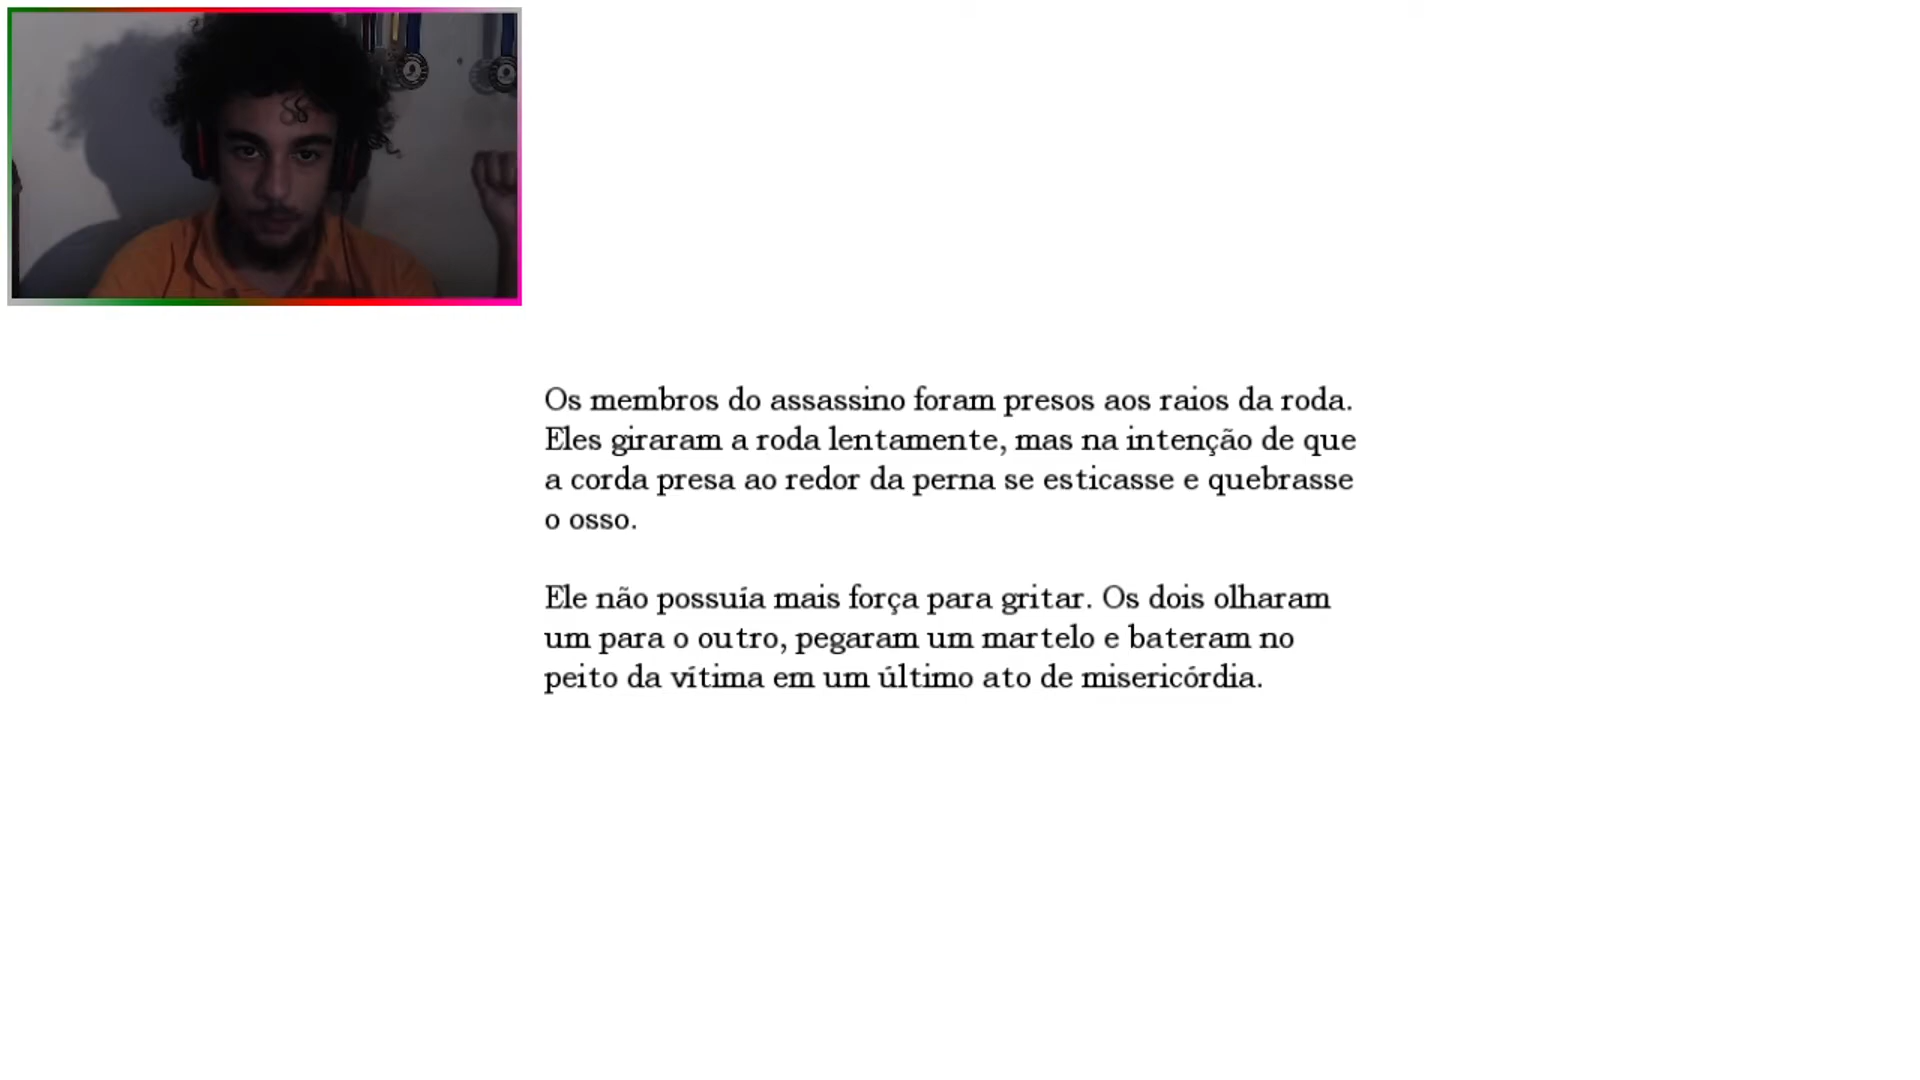 Os membros do assassino foram presos aos raios da roda.
Eles giraram a roda lentamente, mas na intenção de que
a corda presa ao redor da perna se esticasse e quebrasse
o osso.
Ele não possuía mais força para gritar. Os dois olharam
um para o outro, pegaram um martelo e bateram no
peito da vítima em um último ato de misericórdia.